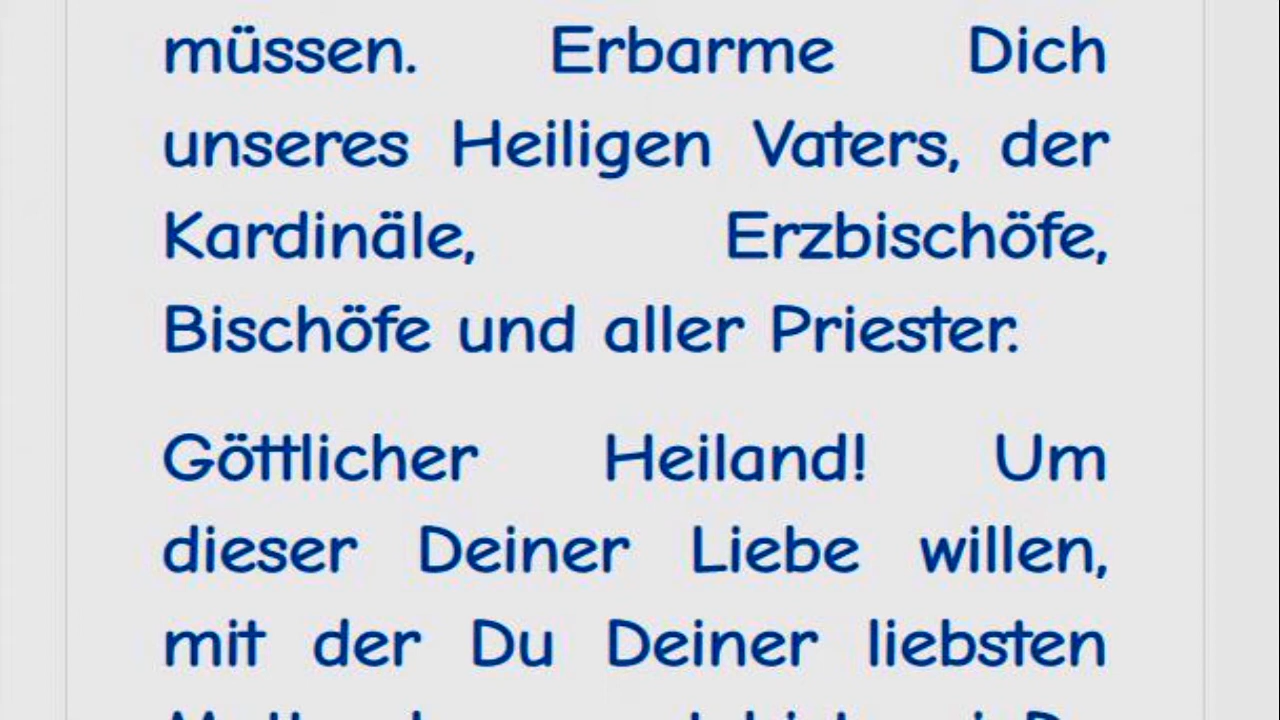 müssen. Erbarme Dich
unseres Heiligen Vaters, der
Kardinäle, Erzbischöfe,
Bischöfe und aller Priester.
Göttlicher Heiland! Um
dieser Deiner Liebe willen,
mit der Du Deiner liebsten